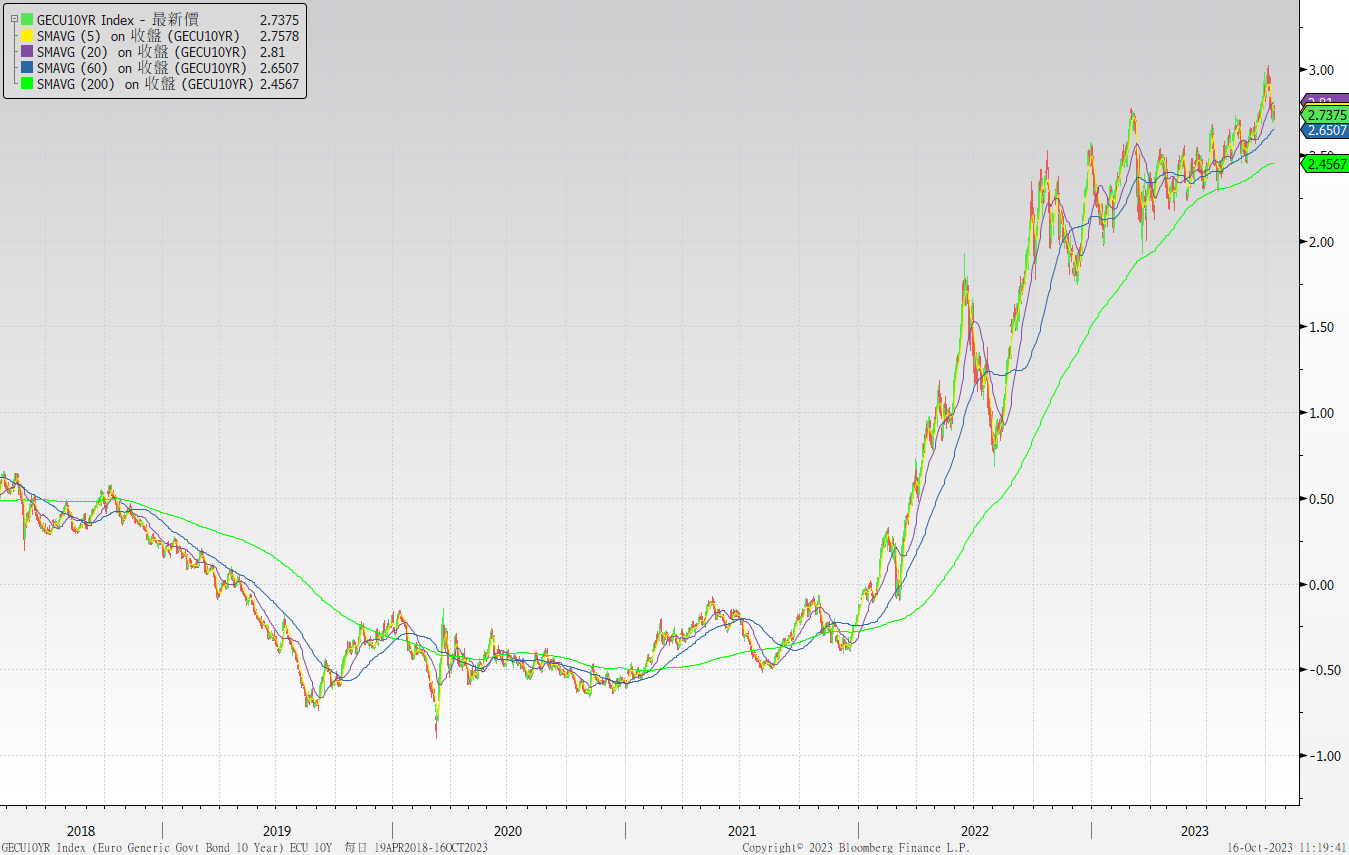 GECU10YR Index - 最新價 2.7375
SMAVG (5) on 收盤 (GECU10YR) 2.7578
SMAVG (20) on 收盤 (GECU10YR) 2.81
SMAVG (60) on 收盤 (GECU10YR) 2.6507
SMAVG (200) on 收盤 (GECU10YR) 2.4567
3.00
2.81
2.7375
2.6507
2.50
2.4567
2.00
1.50
1.00
0.50
0.00
-0.50
-1.00
2018 2019 2020 2021 2022 2023
GECU10YR Index (Euro Generic Govt Bond 10 Year) ECU 10Y 每日 19APR2018-16OCT2023 Copyright© 2023 Bloomberg Finance L.P. 16-Oct-2023 11:19:41